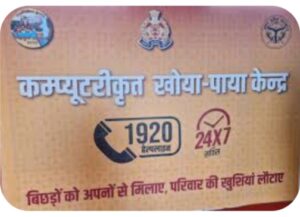 कम्प्यूटरीकृत खोया-पाया केन्द्र
1920
हेल्पलाइन
24X7
बिछड़ों को अपनों से मिलाए, परिवार की खुशियां लौटाए